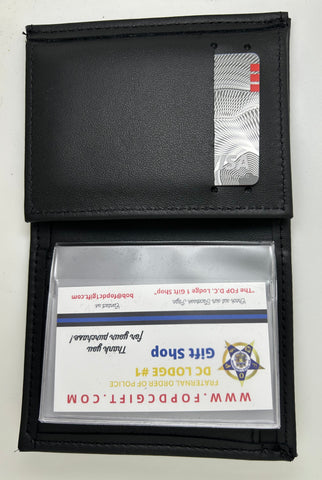 WWW.FOPDCGIFT.COM
FRATERNAL ORDER OF POLICE
DC LODGE #1
Gift Shop
Thank you
for your purchase!
Check out our Facebook Page
"The FOP D.C. Lodge 1 Gift Shop"
Contact us
bob@fopdcgift.com